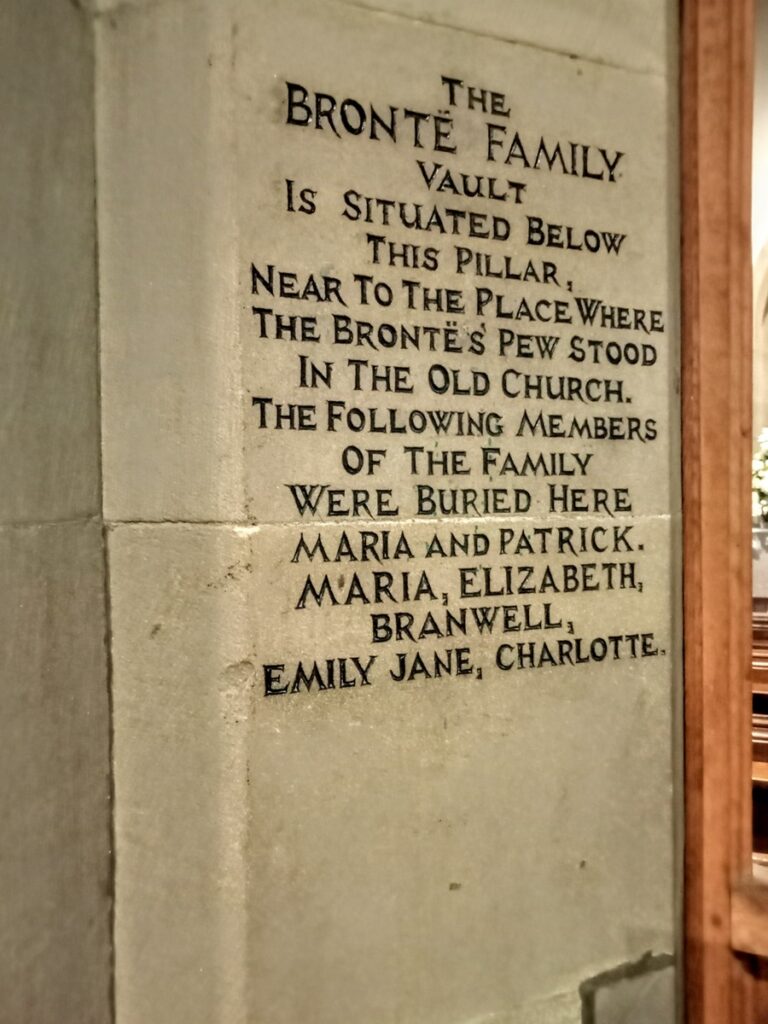 THE
BRONTË FAMILY
VAULT
IS SITUATED BELOW
THIS PILLAR,
NEAR TO THE PLACE WHERE
THE BRONTËS' PEW STOOD
IN THE OLD CHURCH.
THE FOLLOWING MEMBERS
OF THE FAMILY
WERE BURIED HERE
MARIA AND PATRICK.
MARIA, ELIZABETH,
BRANWELL,
EMILY JANE, CHARLOTTE.